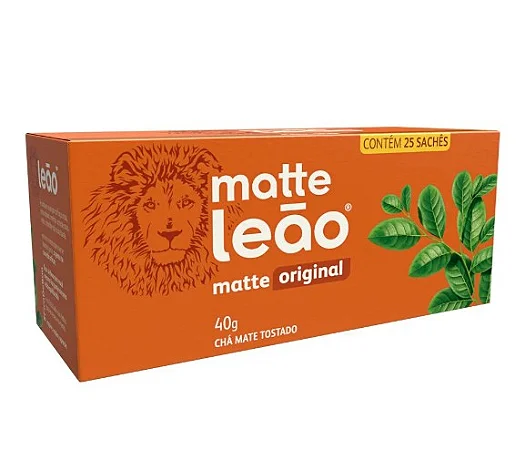 CONTÉM 25 SACHÊS
matte
leão®
matte original
40g
CHÁ MATE TOSTADO
leão